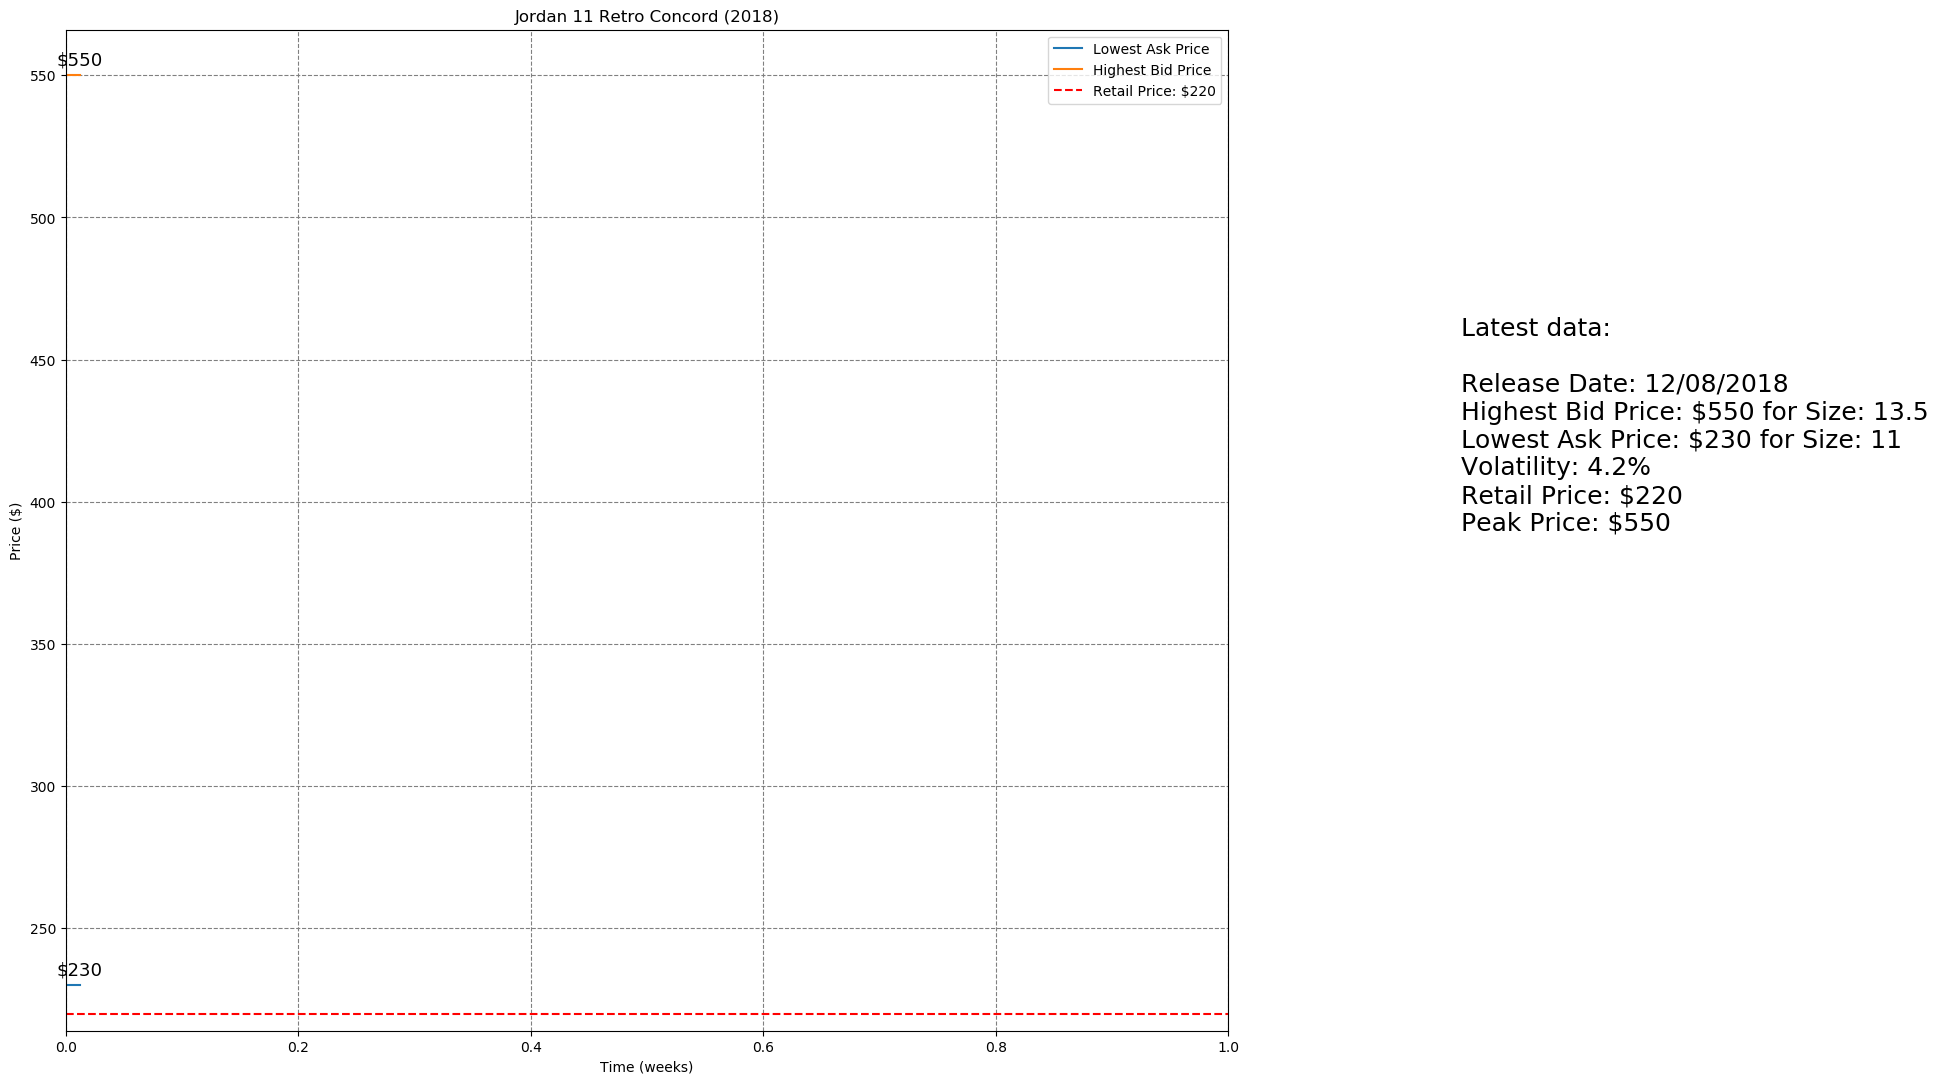 Jordan 11 Retro Concord (2018)
$550
Lowest Ask Price
Highest Bid Price
Retail Price: $220
550
500
450
400
350
300
250
Price ($)
$230
0.0
0.2
0.4
0.6
0.8
1.0
Time (weeks)
Latest data:
Release Date: 12/08/2018
Highest Bid Price: $550 for Size: 13.5
Lowest Ask Price: $230 for Size: 11
Volatility: 4.2%
Retail Price: $220
Peak Price: $550